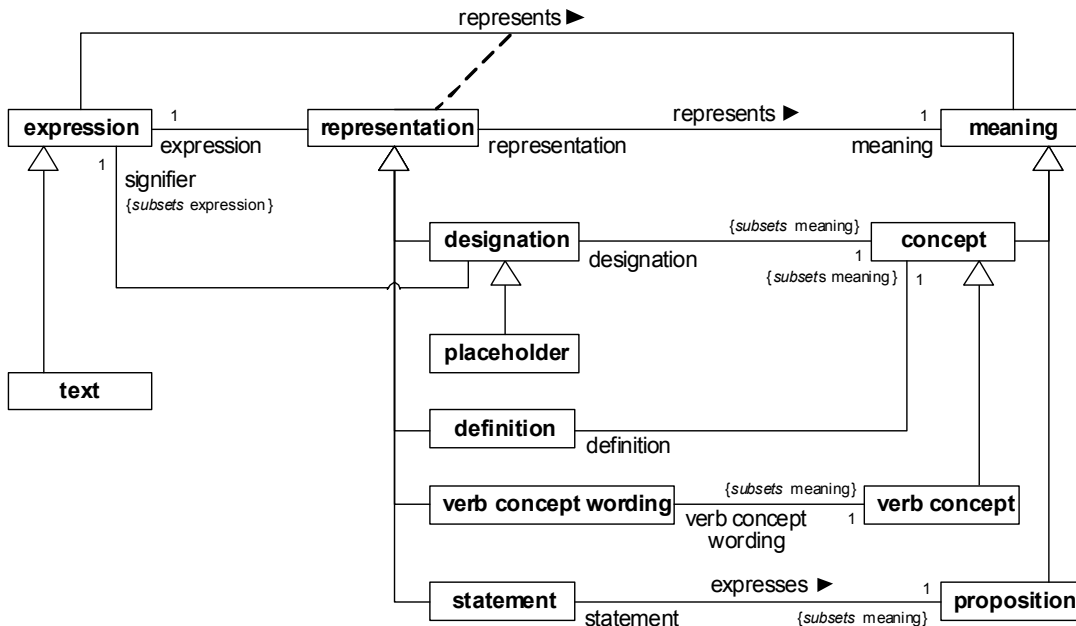 represents ►
expression
1
representation
represents ►
1
meaning
expression
representation
meaning
1
signifier
{subsets expression}
designation
{subsets meaning}
concept
designation
1
{subsets meaning}
1
placeholder
text
definition
definition
verb concept wording
{subsets meaning}
verb concept
verb concept
wording
1
statement
expresses ►
1
proposition
statement
{subsets meaning}